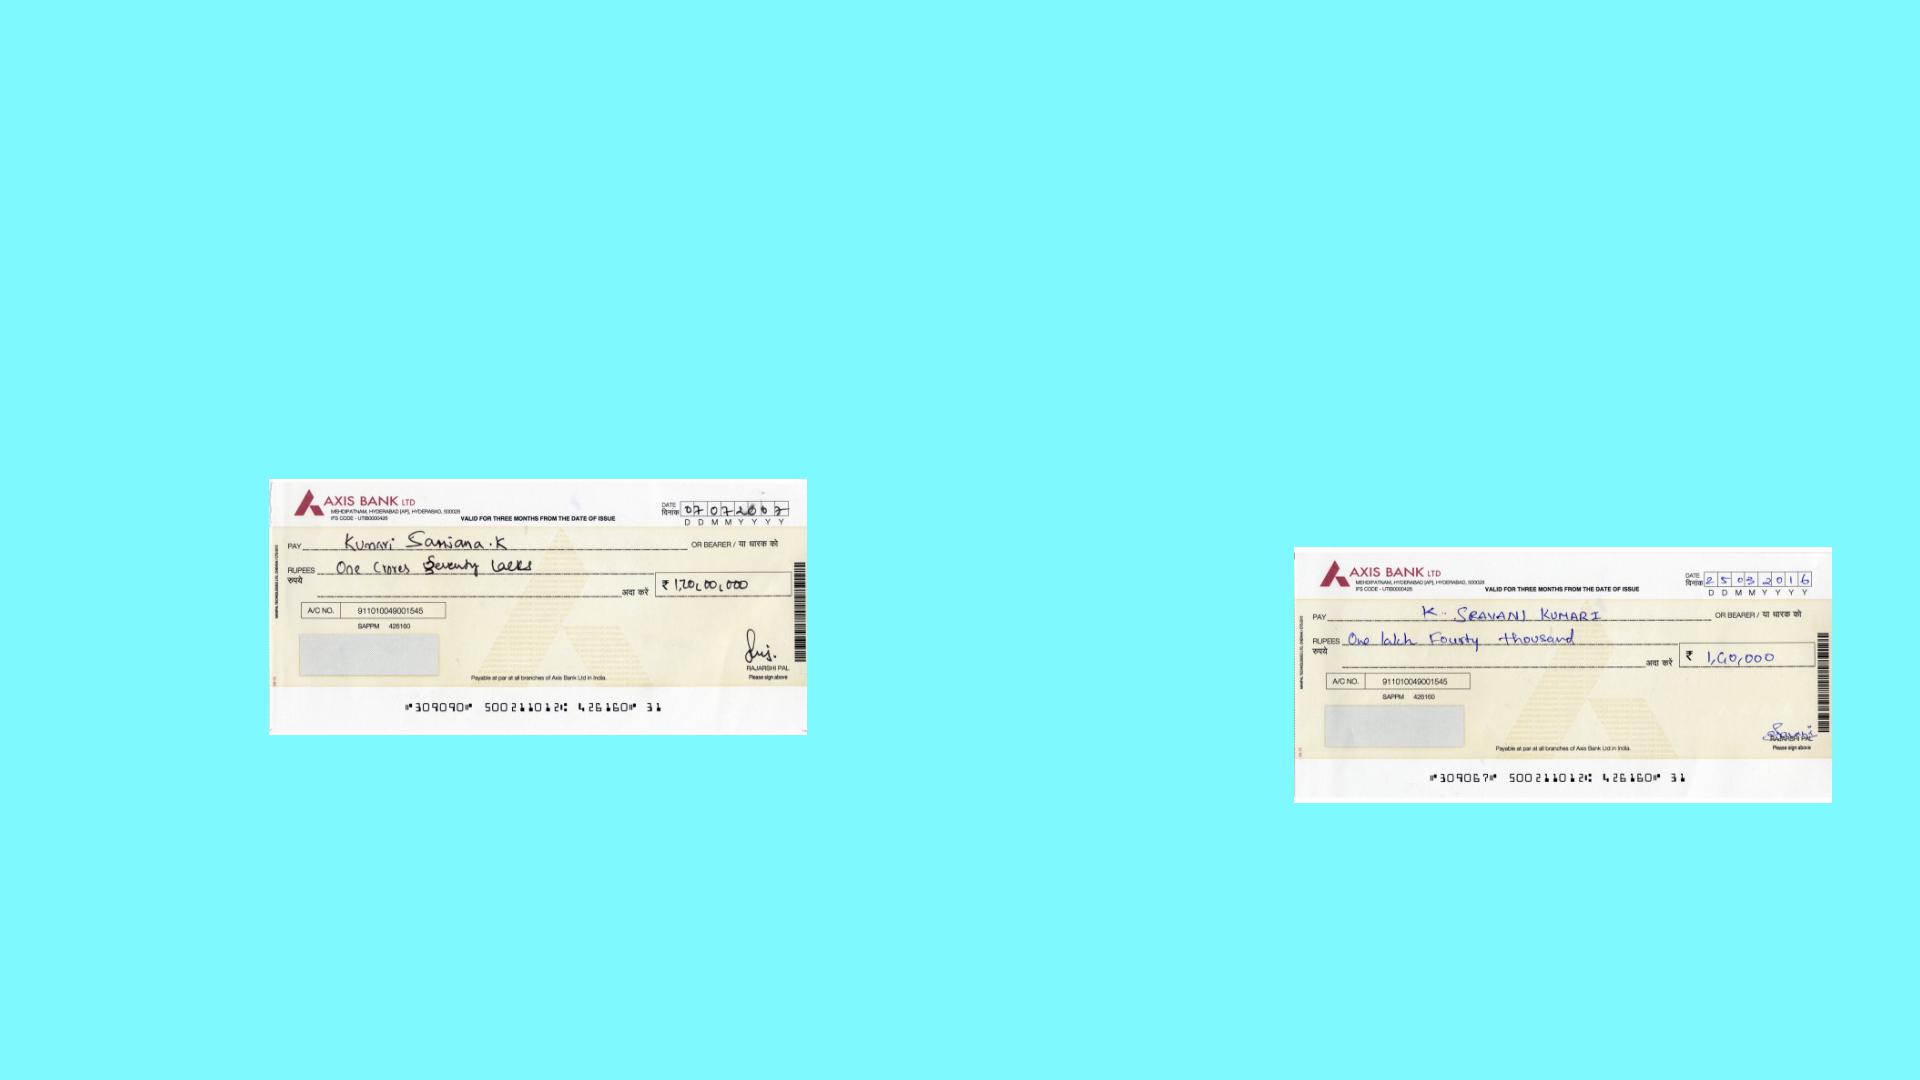 AXIS BANK LTD
MEHDIPATNAM, HYDERABAD [AP], HYDERABAD, 500028
IFS CODE - UTIB0000426
VALID FOR THREE MONTHS FROM THE DATE OF ISSUE
DATE
दिनांक 07072007
D D M M Y Y Y Y
PAY Kumari Sanjana.K OR BEARER / या धारक को
RUPEES One Crores Seventy lacks
रुपये
अदा करें ₹ 1,70,00,000
A/C NO. 911010049001545
SAPPM 426160
RAJARSHI PAL
Please sign above
Payable at par at all branches of Axis Bank Ltd in India.
⑈309090⑈ 500211012⑆ 426160⑈ 31
AXIS BANK LTD
MEHDIPATNAM, HYDERABAD [AP], HYDERABAD, 500028
IFS CODE - UTIB0000426
VALID FOR THREE MONTHS FROM THE DATE OF ISSUE
DATE
दिनांक 25032016
D D M M Y Y Y Y
PAY K. SRAVANI KUMARI OR BEARER / या धारक को
RUPEES One lakh Fourty thousand
रुपये
अदा करें ₹ 1,40,000
A/C NO. 911010049001545
SAPPM 426160
RAJARSHI PAL
Please sign above
Payable at par at all branches of Axis Bank Ltd in India.
⑈309067⑈ 500211012⑆ 426160⑈ 31